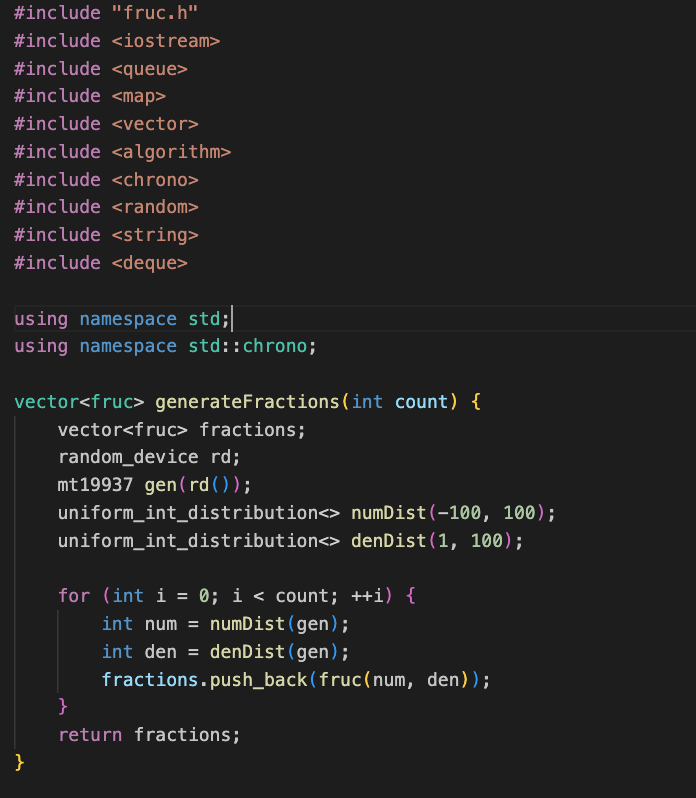 #include "fruc.h"
#include <iostream>
#include <queue>
#include <map>
#include <vector>
#include <algorithm>
#include <chrono>
#include <random>
#include <string>
#include <deque>
using namespace std;
using namespace std::chrono;
vector<fruc> generateFractions(int count) {
    vector<fruc> fractions;
    random_device rd;
    mt19937 gen(rd());
    uniform_int_distribution<> numDist(-100, 100);
    uniform_int_distribution<> denDist(1, 100);
    for (int i = 0; i < count; ++i) {
        int num = numDist(gen);
        int den = denDist(gen);
        fractions.push_back(fruc(num, den));
    }
    return fractions;
}